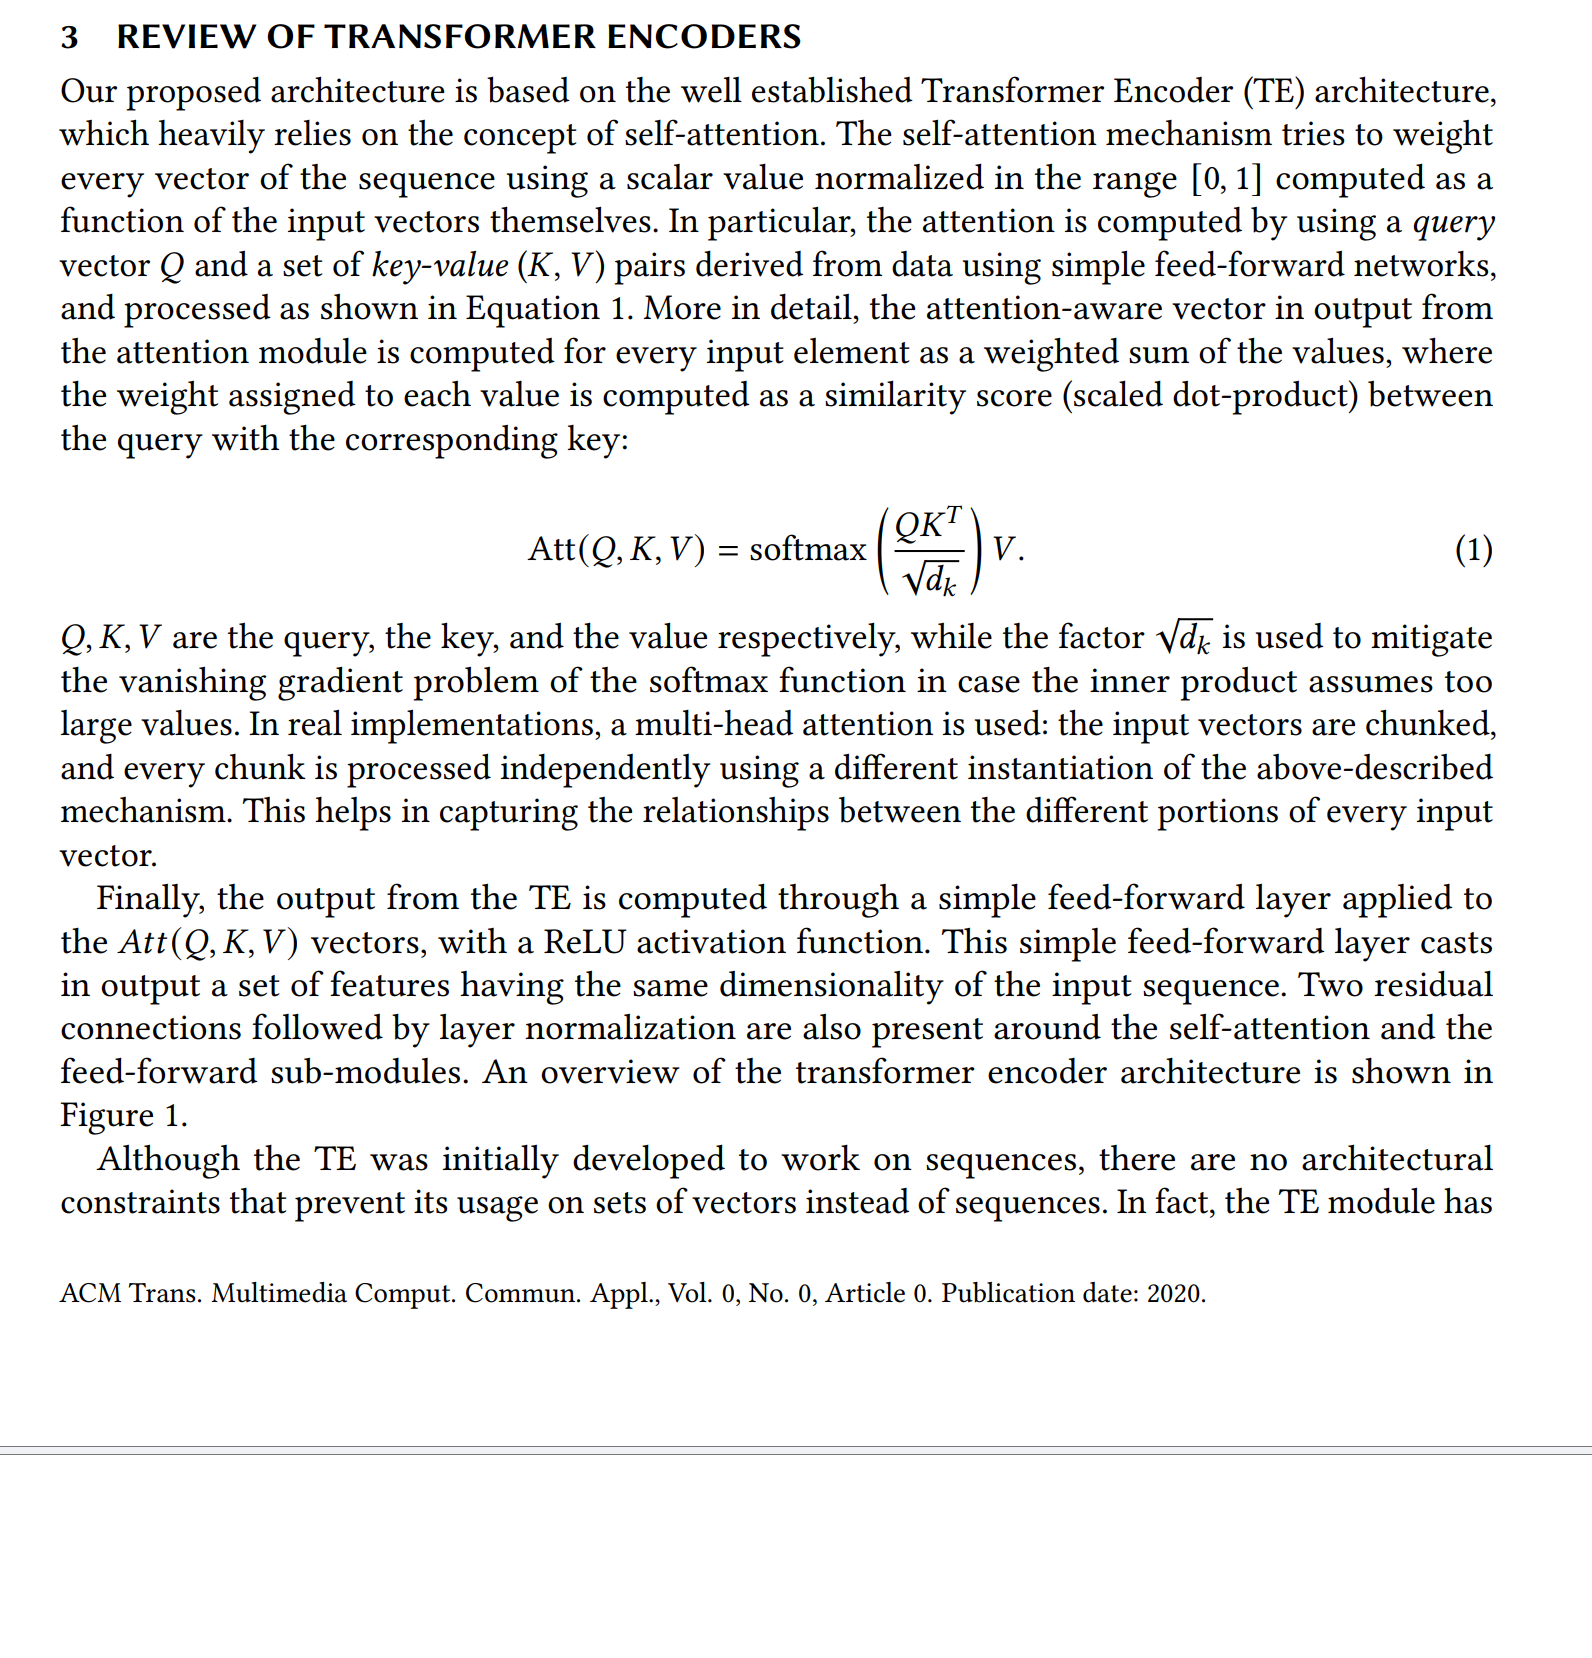 3 REVIEW OF TRANSFORMER ENCODERS
Our proposed architecture is based on the well established Transformer Encoder (TE) architecture,
which heavily relies on the concept of self-attention. The self-attention mechanism tries to weight
every vector of the sequence using a scalar value normalized in the range [0, 1] computed as a
function of the input vectors themselves. In particular, the attention is computed by using a query
vector Q and a set of key-value (K, V) pairs derived from data using simple feed-forward networks,
and processed as shown in Equation 1. More in detail, the attention-aware vector in output from
the attention module is computed for every input element as a weighted sum of the values, where
the weight assigned to each value is computed as a similarity score (scaled dot-product) between
the query with the corresponding key:
Att(Q, K, V) = softmax (QK^T / √d_k) V. (1)
Q, K, V are the query, the key, and the value respectively, while the factor √d_k is used to mitigate
the vanishing gradient problem of the softmax function in case the inner product assumes too
large values. In real implementations, a multi-head attention is used: the input vectors are chunked,
and every chunk is processed independently using a different instantiation of the above-described
mechanism. This helps in capturing the relationships between the different portions of every input
vector.
Finally, the output from the TE is computed through a simple feed-forward layer applied to
the Att(Q, K, V) vectors, with a ReLU activation function. This simple feed-forward layer casts
in output a set of features having the same dimensionality of the input sequence. Two residual
connections followed by layer normalization are also present around the self-attention and the
feed-forward sub-modules. An overview of the transformer encoder architecture is shown in
Figure 1.
Although the TE was initially developed to work on sequences, there are no architectural
constraints that prevent its usage on sets of vectors instead of sequences. In fact, the TE module has
ACM Trans. Multimedia Comput. Commun. Appl., Vol. 0, No. 0, Article 0. Publication date: 2020.